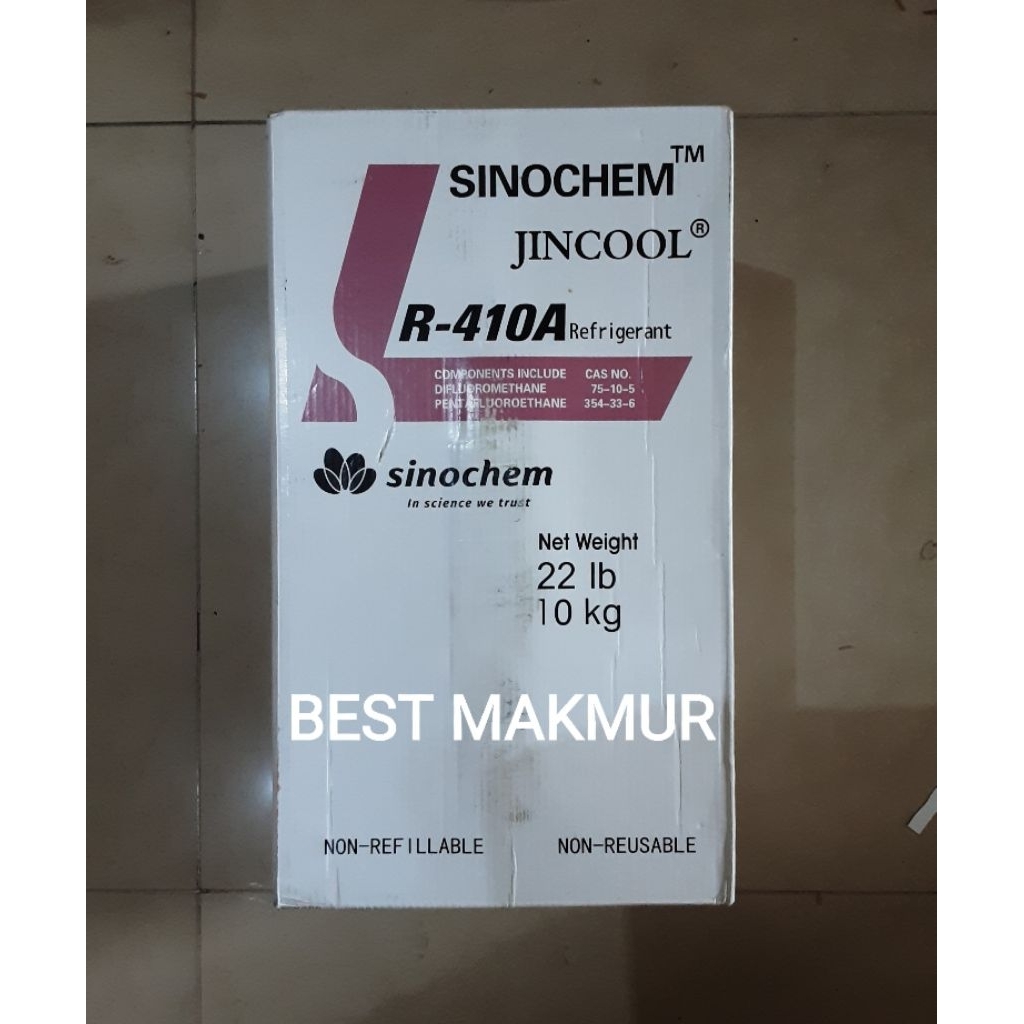 SINOCHEM™
JINCOOL®
R-410A Refrigerant
COMPONENTS INCLUDE CAS NO.
DIFLUOROMETHANE 75-10-5
PENTAFLUOROETHANE 354-33-6
sinochem
In science we trust
Net Weight
22 lb
10 kg
BEST MAKMUR
NON-REFILLABLE NON-REUSABLE